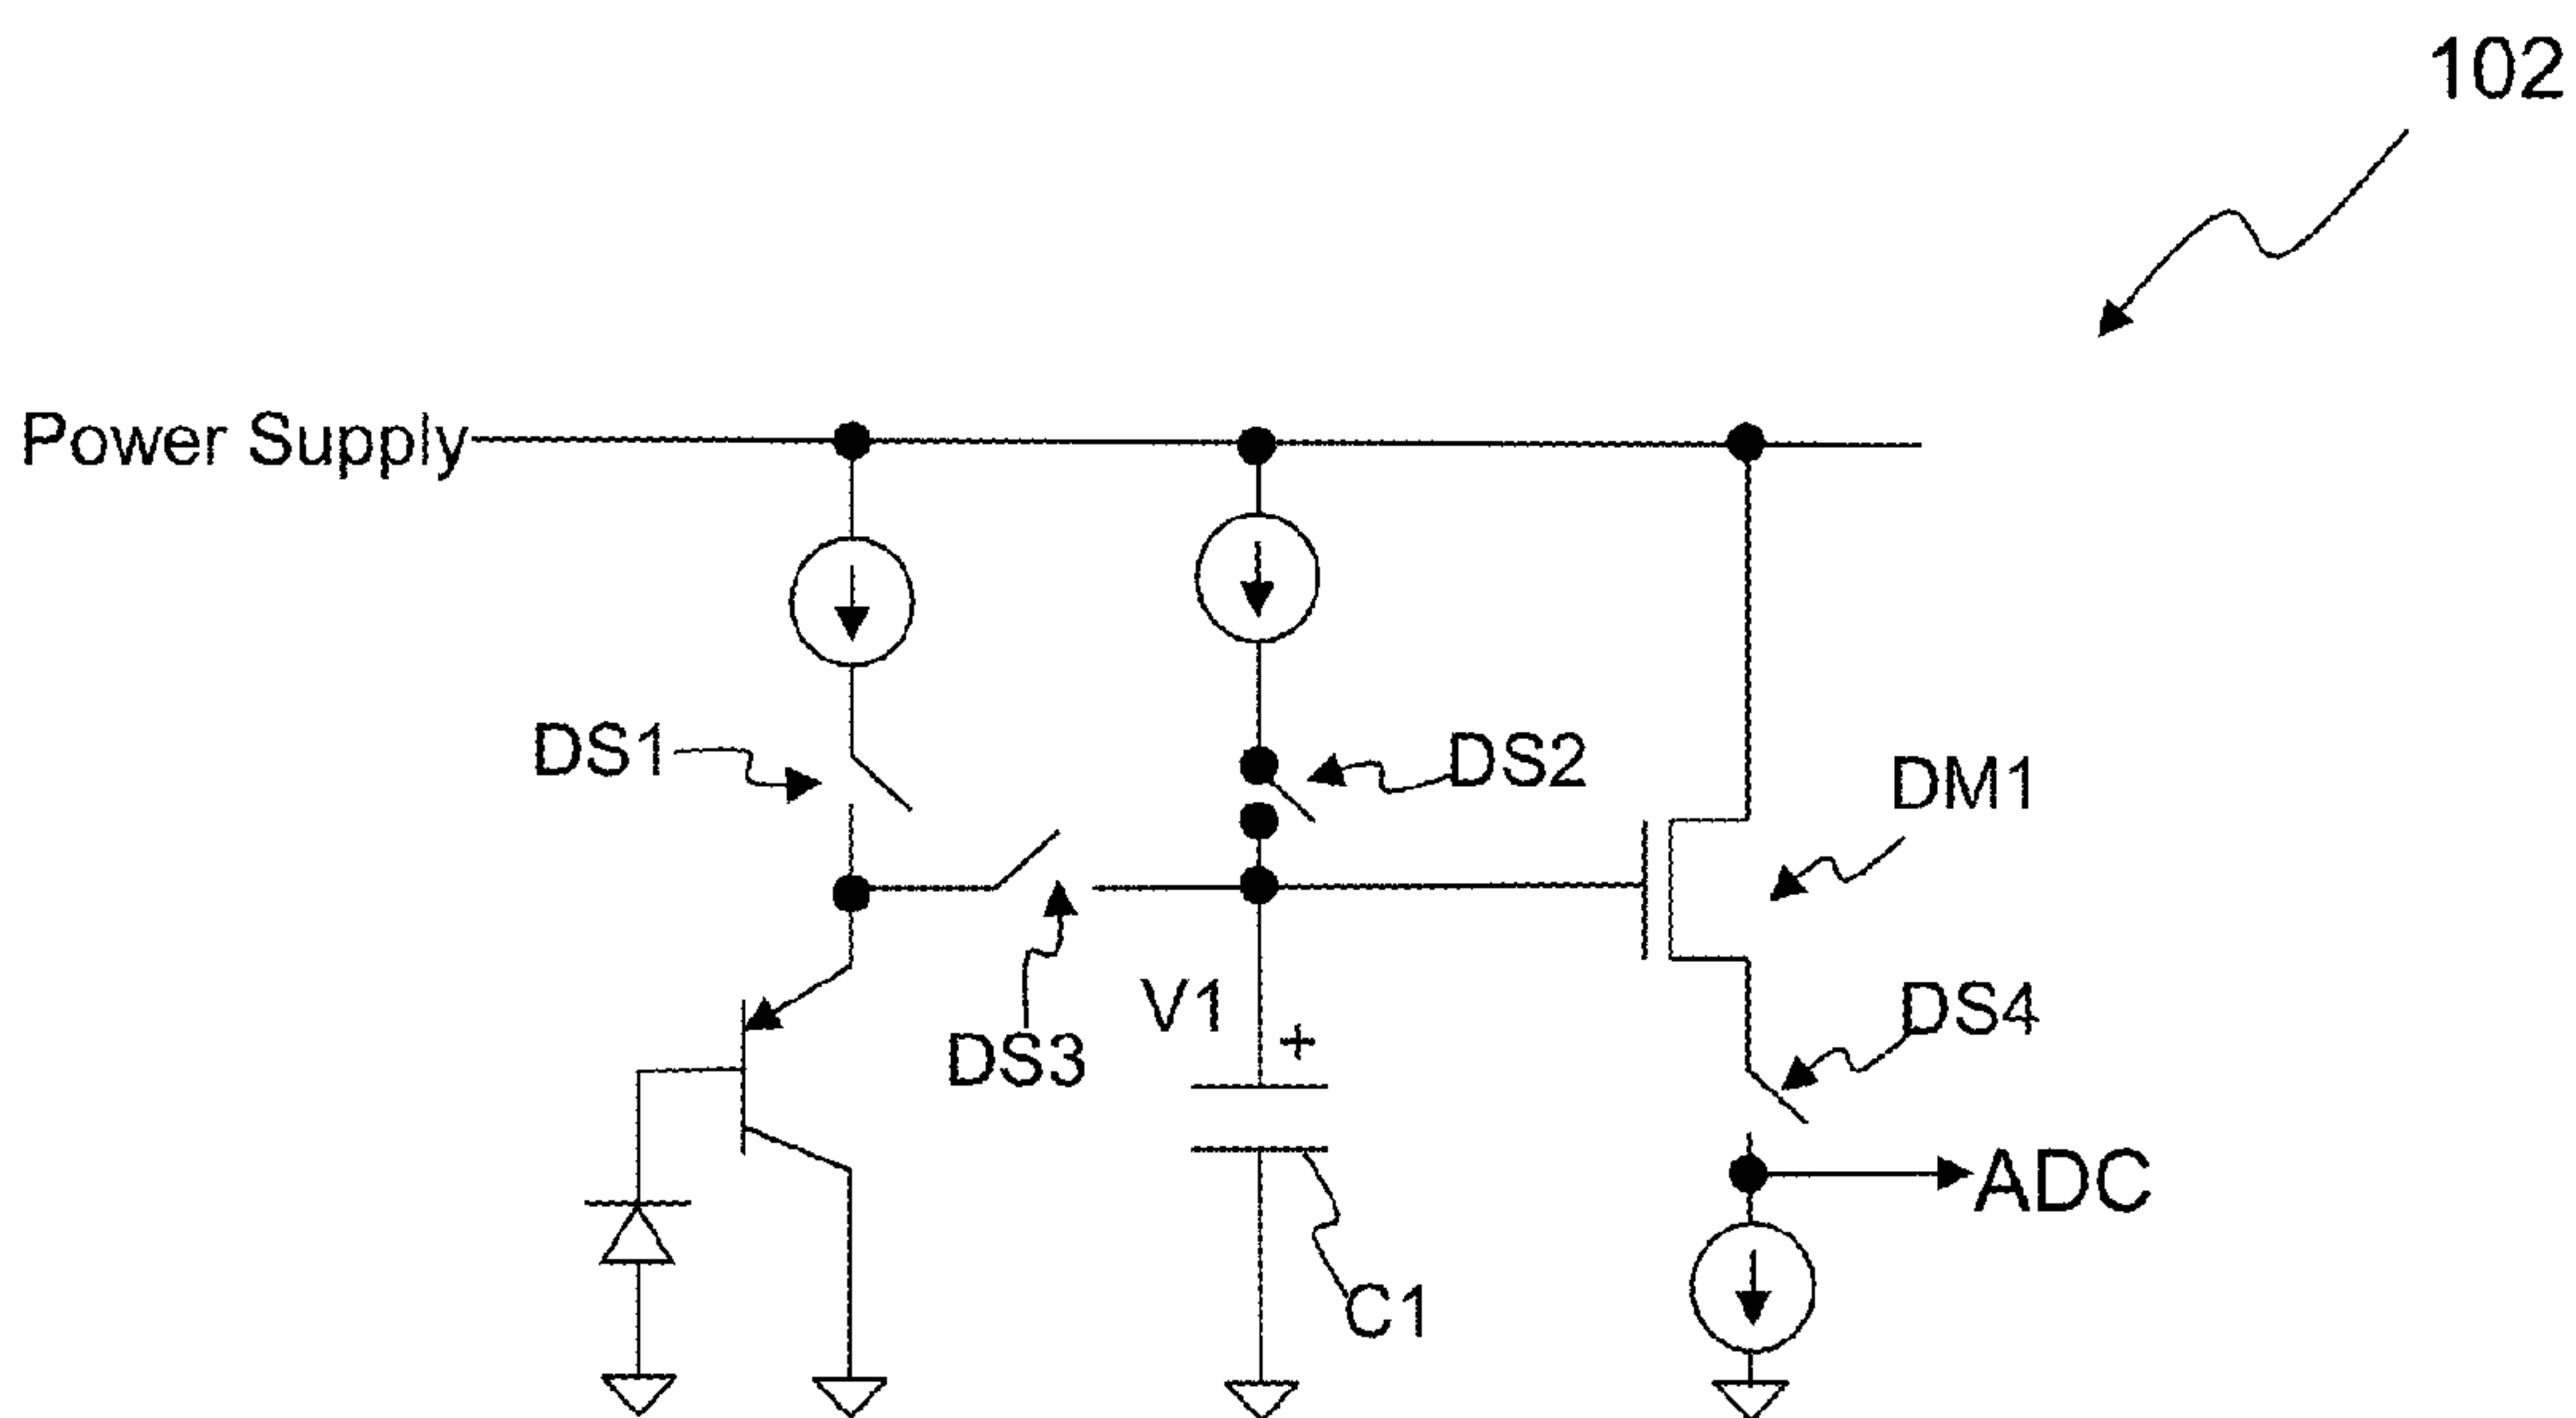 102
Power Supply
DS1
DS2
DM1
DS3
V1
+
DS4
ADC
C1